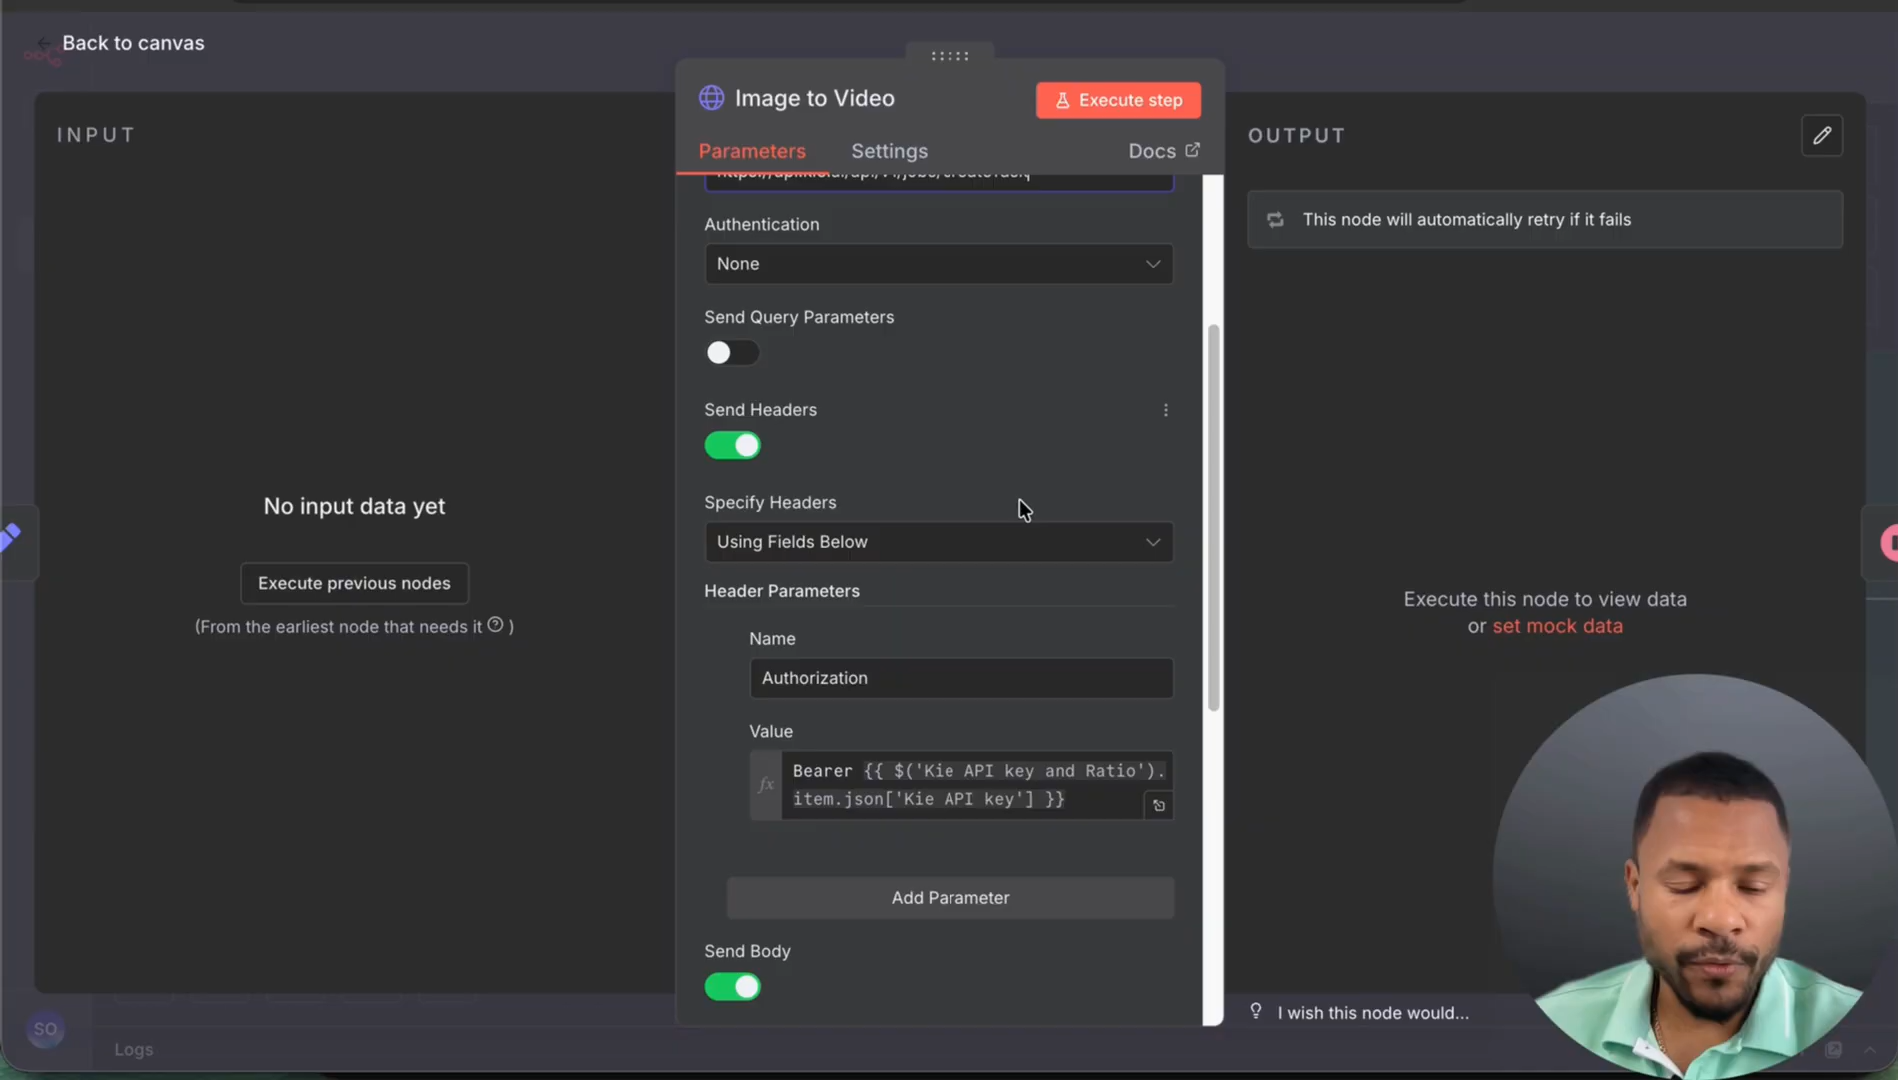 Back to canvas
INPUT
No input data yet
Execute previous nodes
(From the earliest node that needs it )
Image to Video
Execute step
Parameters
Settings
Docs
Authentication
None
Send Query Parameters
Send Headers
Specify Headers
Using Fields Below
Header Parameters
Name
Authorization
Value
fx
Bearer {{ $('Kie API key and Ratio').
item.json['Kie API key'] }}
Add Parameter
Send Body
OUTPUT
This node will automatically retry if it fails
Execute this node to view data
or set mock data
I wish this node would...
SO
Logs